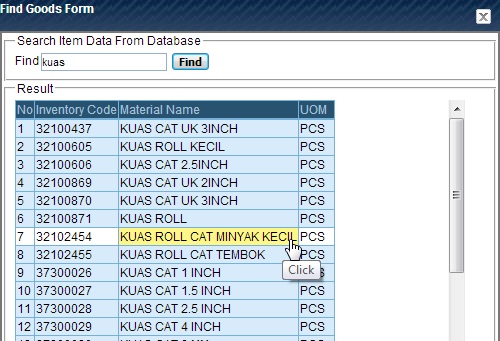 Find Goods Form
Search Item Data From Database
Find kuas Find
Result
No Inventory Code Material Name UOM
1 32100437 KUAS CAT UK 3INCH PCS
2 32100605 KUAS ROLL KECIL PCS
3 32100606 KUAS CAT 2.5INCH PCS
4 32100869 KUAS CAT UK 2INCH PCS
5 32100870 KUAS CAT UK 3INCH PCS
6 32100871 KUAS ROLL PCS
7 32102454 KUAS ROLL CAT MINYAK KECIL PCS
8 32102455 KUAS ROLL CAT TEMBOK PCS
Click
9 37300026 KUAS CAT 1 INCH PCS
10 37300027 KUAS CAT 1.5 INCH PCS
11 37300028 KUAS CAT 2.5 INCH PCS
12 37300029 KUAS CAT 4 INCH PCS